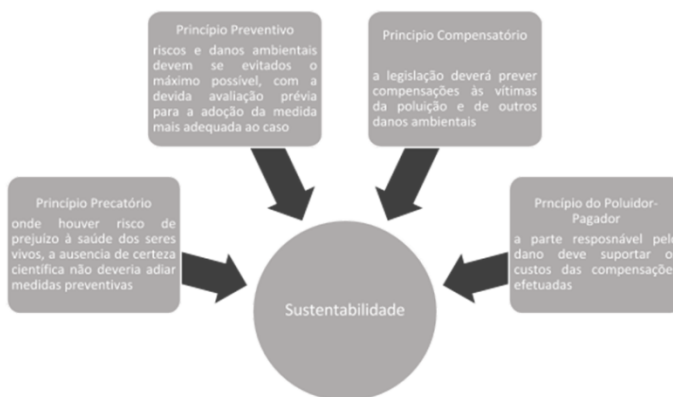 Princípio Preventivo
riscos e danos ambientais
devem se evitados o
máximo possível, com a
devida avaliação prévia
para a adoção da medida
mais adequada ao caso
Principio Compensatório
a legislação deverá prever
compensações às vítimas
da poluição e de outros
danos ambientais
Princípio Precatório
onde houver risco de
prejuízo à saúde dos seres
vivos, a ausencia de certeza
científica não deveria adiar
medidas preventivas
Prncípio do Poluidor-
Pagador
a parte resposnável pelo
dano deve suportar o
custos das compensaçõe
efetuadas
Sustentabilidade